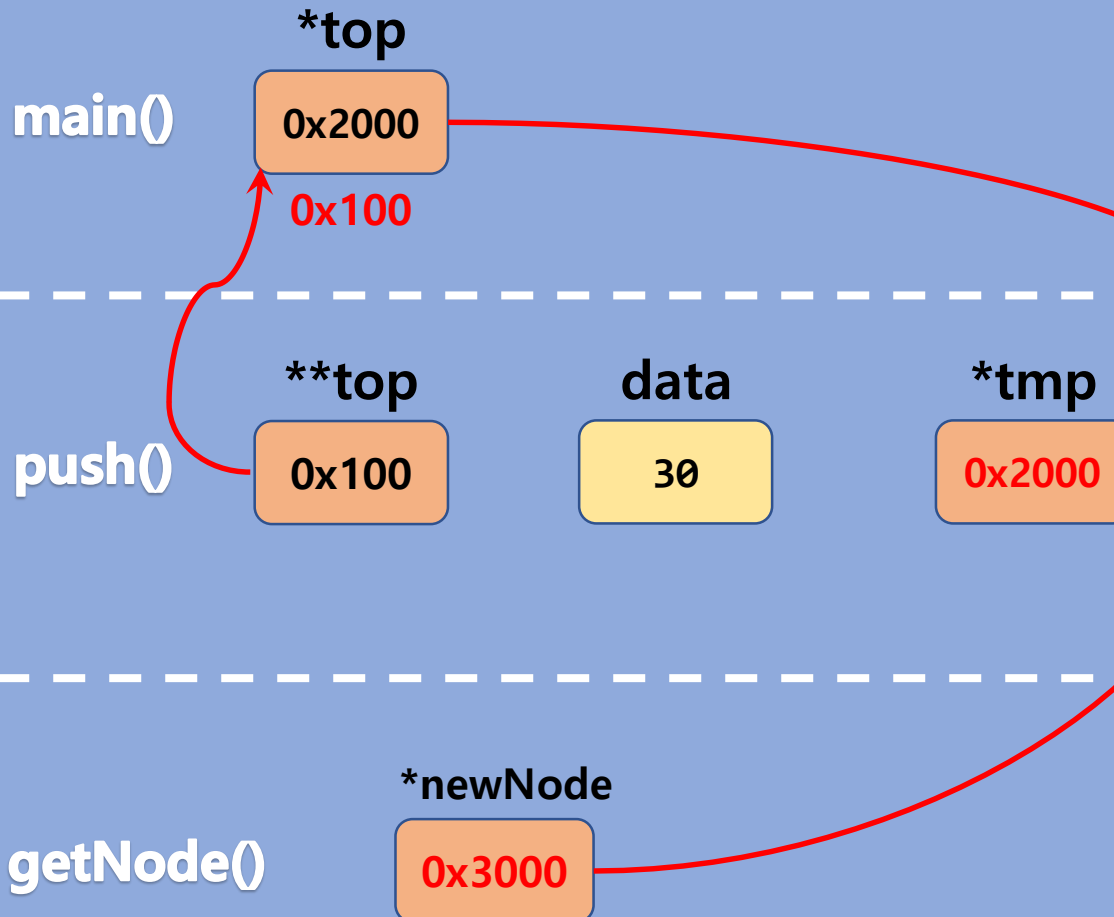 *top
main()
0x2000
0x100
**top
data
*tmp
push()
0x100
30
0x2000
*newNode
getNode()
0x3000